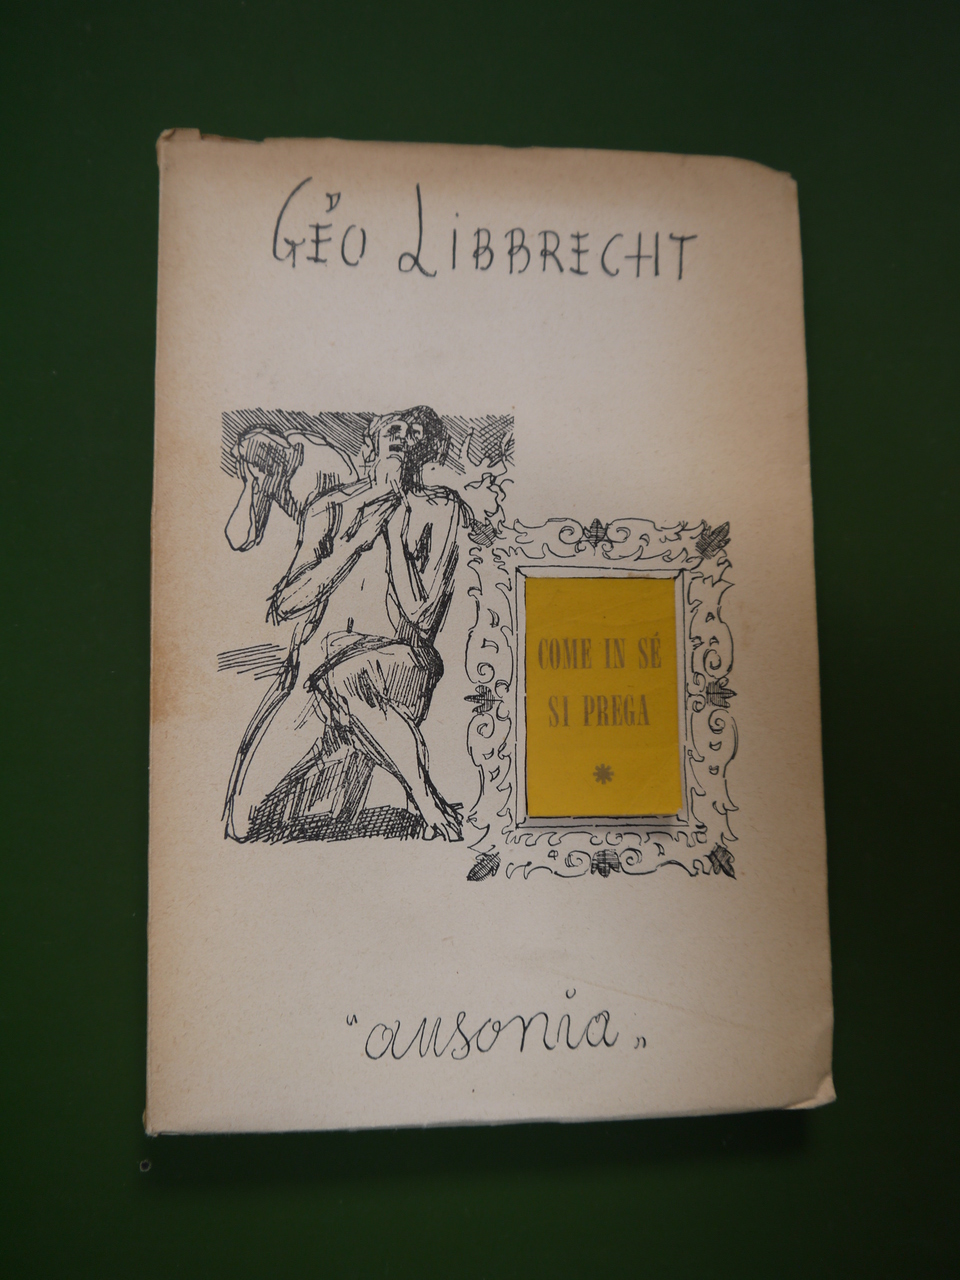 GÉO LIBBRECHT
COME IN SÉ
SI PREGA
*
"ausonia„